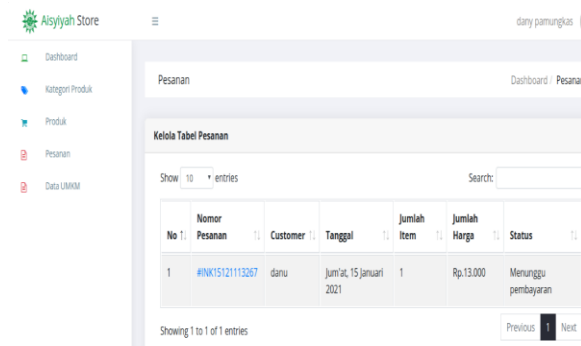 Aisyiyah Store
dany pamungkas
Dashboard
Kategori Produk
Produk
Pesanan
Data UMKM
Pesanan
Dashboard / Pesanan
Kelola Tabel Pesanan
Show 10 entries
Search:
No
Nomor Pesanan
Customer
Tanggal
Jumlah Item
Jumlah Harga
Status
1
#INK15121113267
danu
Jum'at, 15 Januari 2021
1
Rp.13.000
Menunggu pembayaran
Showing 1 to 1 of 1 entries
Previous 1 Next